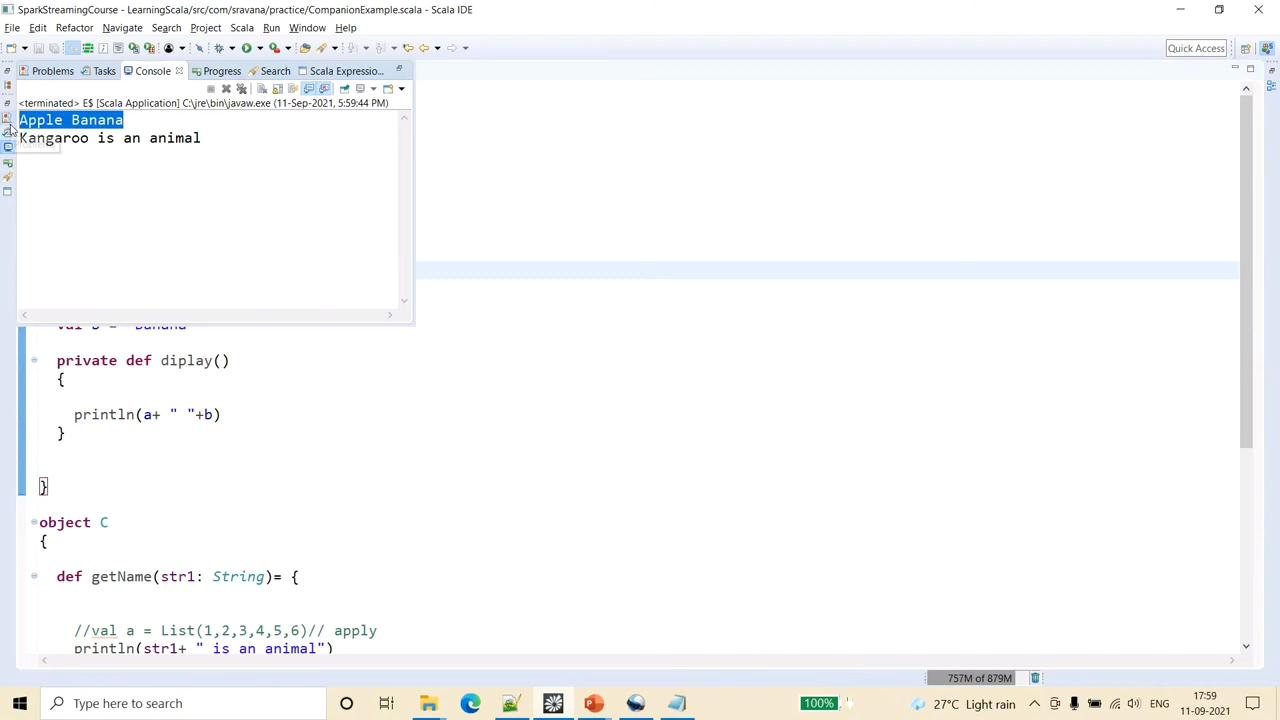 SparkStreamingCourse - LearningScala/src/com/sravana/practice/CompanionExample.scala - Scala IDE
File Edit Refactor Navigate Search Project Scala Run Window Help
Quick Access
Problems Tasks Console Progress Search Scala Expressio...
<terminated> E$ [Scala Application] C:\jre\bin\javaw.exe (11-Sep-2021, 5:59:44 PM)
Apple Banana
Kangaroo is an animal
val b = "Banana"
private def diplay()
{
println(a+ " "+b)
}
}
object C
{
def getName(str1: String)= {
//val a = List(1,2,3,4,5,6)// apply
println(str1+ " is an animal")
757M of 879M
Type here to search
100%
27°C Light rain
ENG
17:59
11-09-2021